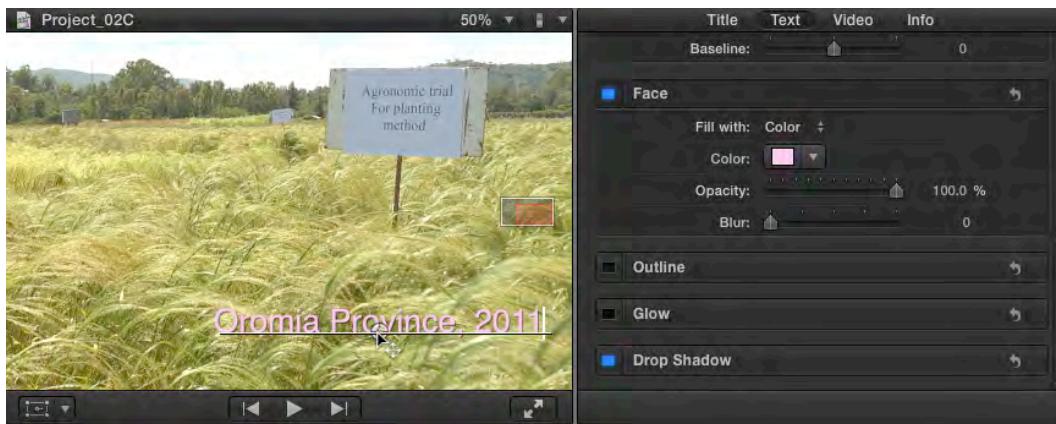 Project_02C
50%
Title Text Video Info
Baseline: 0
Agronomic trial
For planting
method
Face
Fill with: Color
Color:
Opacity: 100.0 %
Blur: 0
Outline
Glow
Drop Shadow
Oromia Province, 2011